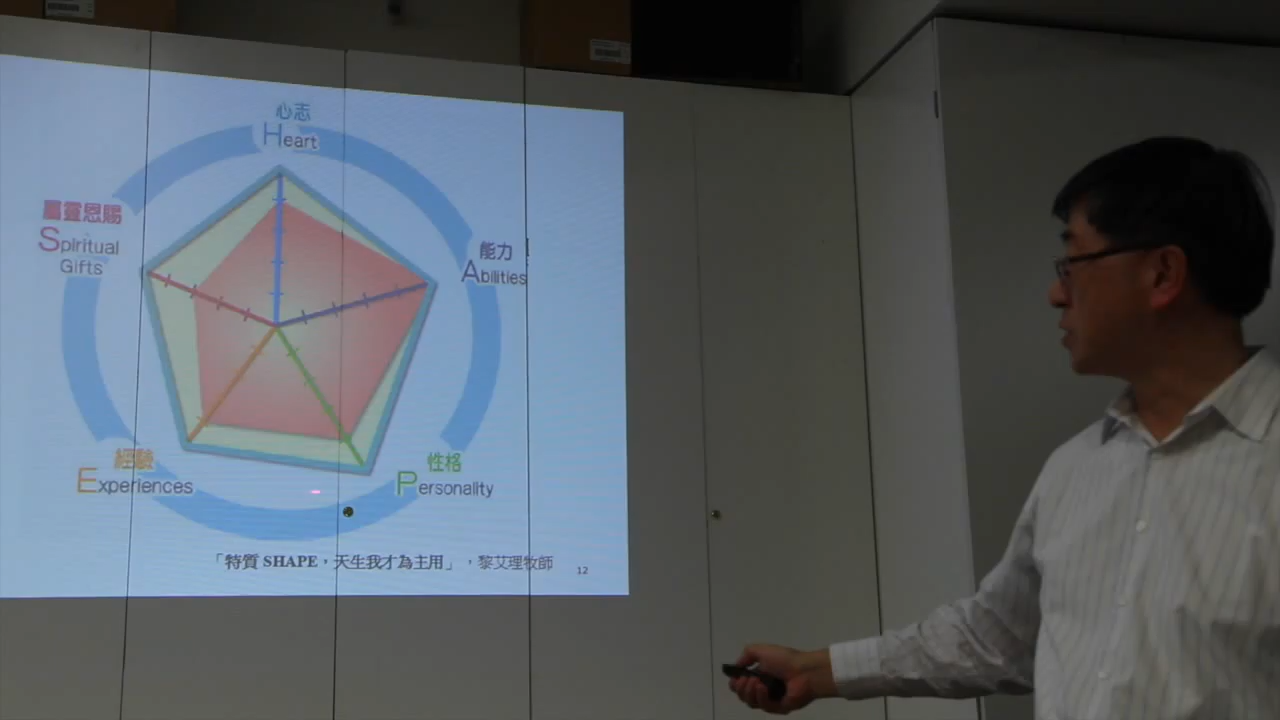 心志
Heart
屬靈恩賜
Spiritual
Gifts
能力
Abilities
經驗
Experiences
性格
Personality
「特質 SHAPE，天生我才為主用」，黎艾理牧師
12